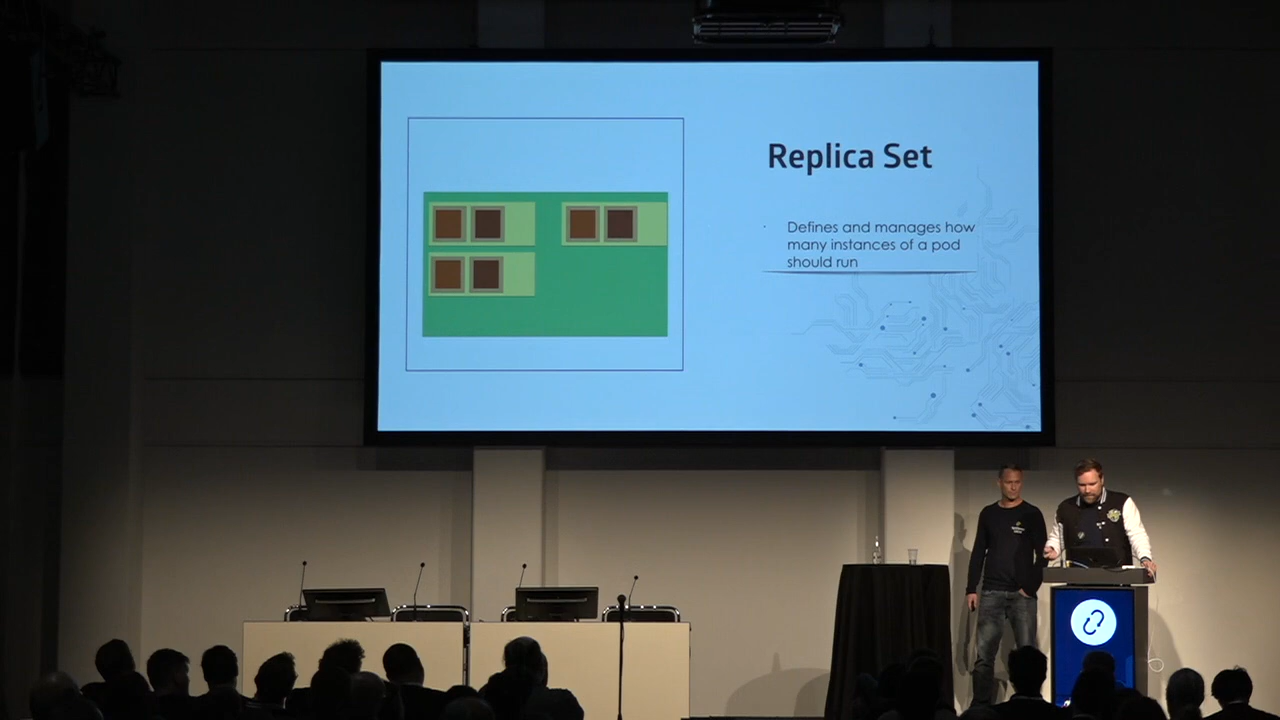 Replica Set
· Defines and manages how
many instances of a pod
should run